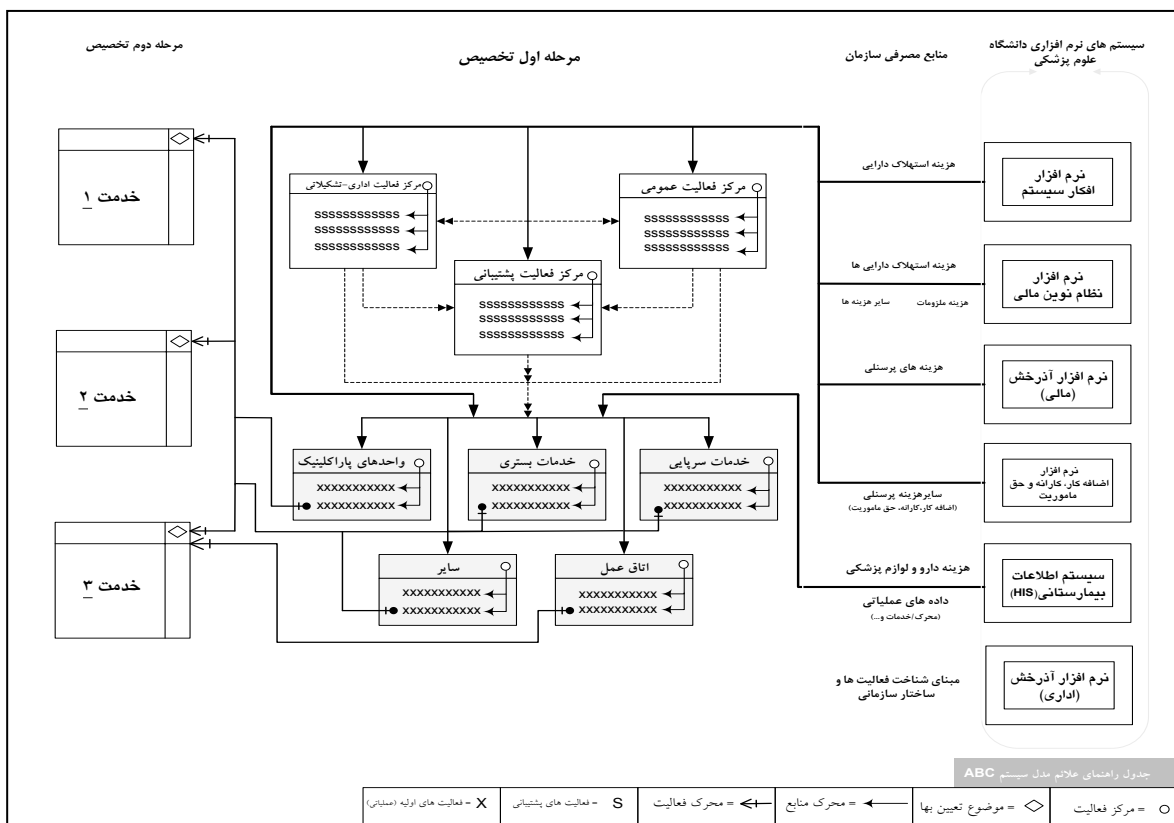 سیستم های نرم افزاری دانشگاه
علوم پزشکی
منابع مصرفی سازمان
مرحله اول تخصیص
مرحله دوم تخصیص
نرم افزار
افکار سیستم
نرم افزار
نظام نوین مالی
نرم افزار آذرخش
(مالی)
نرم افزار
اضافه کار، کارانه و حق
ماموریت
سیستم اطلاعات
بیمارستانی(HIS)
نرم افزار آذرخش
(اداری)
هزینه استهلاک دارایی
هزینه استهلاک دارایی ها
هزینه ملزومات
سایر هزینه ها
هزینه های پرسنلی
سایرهزینه پرسنلی
(اضافه کار،کارانه، حق ماموریت)
هزینه دارو و لوازم پزشکی
داده های عملیاتی
(محرک/خدمات و...)
مبنای شناخت فعالیت ها و
ساختار سازمانی
مرکز فعالیت عمومی
SSSSSSSSSSSS
SSSSSSSSSSSS
SSSSSSSSSSSS
مرکز فعالیت اداری-تشکیلاتی
SSSSSSSSSSSS
SSSSSSSSSSSS
SSSSSSSSSSSS
مرکز فعالیت پشتیبانی
SSSSSSSSSSSS
SSSSSSSSSSSS
SSSSSSSSSSSS
خدمات سرپایی
XXXXXXXXXXX
XXXXXXXXXXX
خدمات بستری
XXXXXXXXXXX
XXXXXXXXXXX
واحدهای پاراکلینیک
XXXXXXXXXXX
XXXXXXXXXXX
اتاق عمل
XXXXXXXXXXX
XXXXXXXXXXX
سایر
XXXXXXXXXXX
XXXXXXXXXXX
خدمت ۱
خدمت ۲
خدمت ۳
جدول راهنمای علائم مدل سیستم ABC
= مرکز فعالیت
= موضوع تعیین بها
= محرک منابع
= محرک فعالیت
S = فعالیت های پشتیبانی
X = فعالیت های اولیه (عملیاتی)